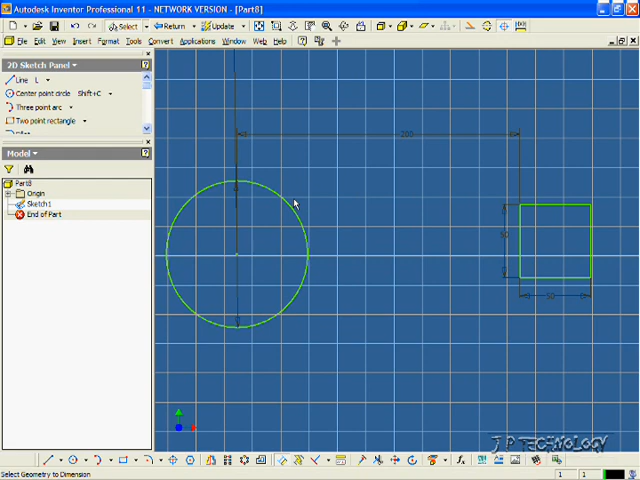 Autodesk Inventor Professional 11 - NETWORK VERSION - [Part8]
Select Return Update
File Edit View Insert Format Tools Convert Applications Window Web Help
2D Sketch Panel
Line L
Center point circle Shift+C
Three point arc
Two point rectangle
Model
Part8
Origin
Sketch1
End of Part
200
50
50
J P TECHNOLOGY
Select Geometry to Dimension
1 1